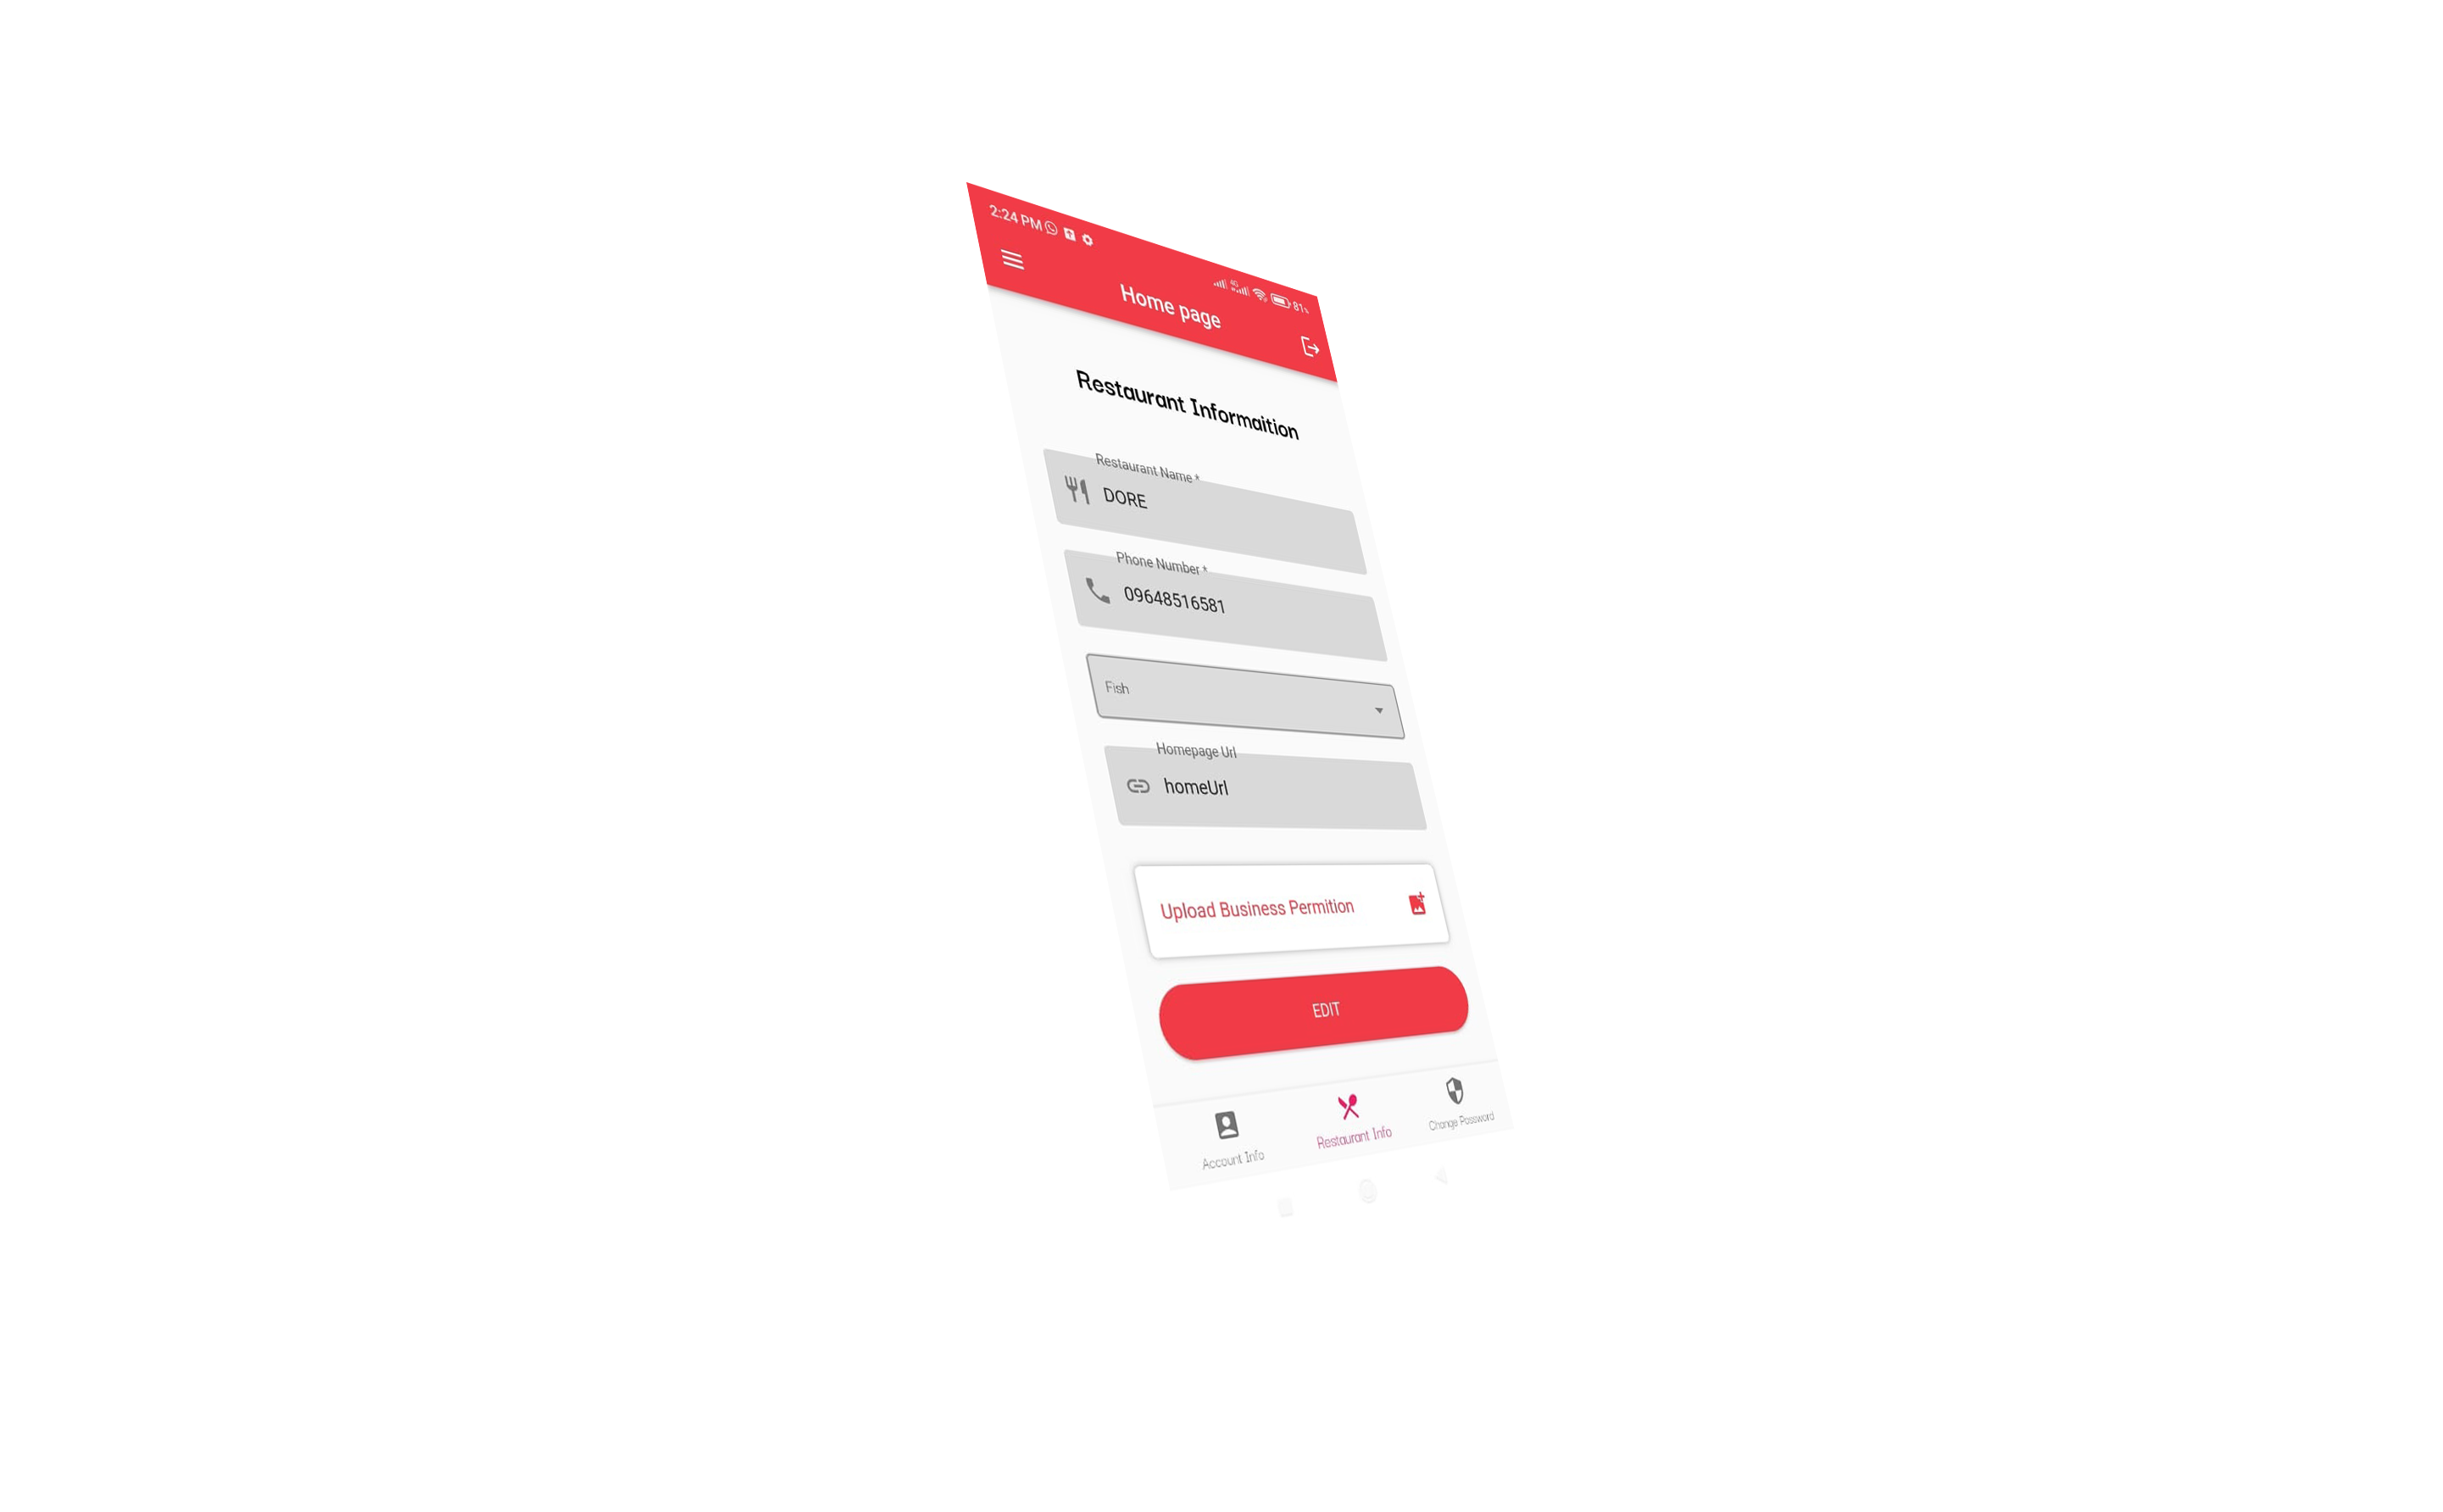 2:24 PM
81%
Home page
Restaurant Informaition
Restaurant Name *
DORE
Phone Number *
09648516581
Fish
Homepage Url
homeUrl
Upload Business Permition
EDIT
Account Info
Restaurant Info
Change Password